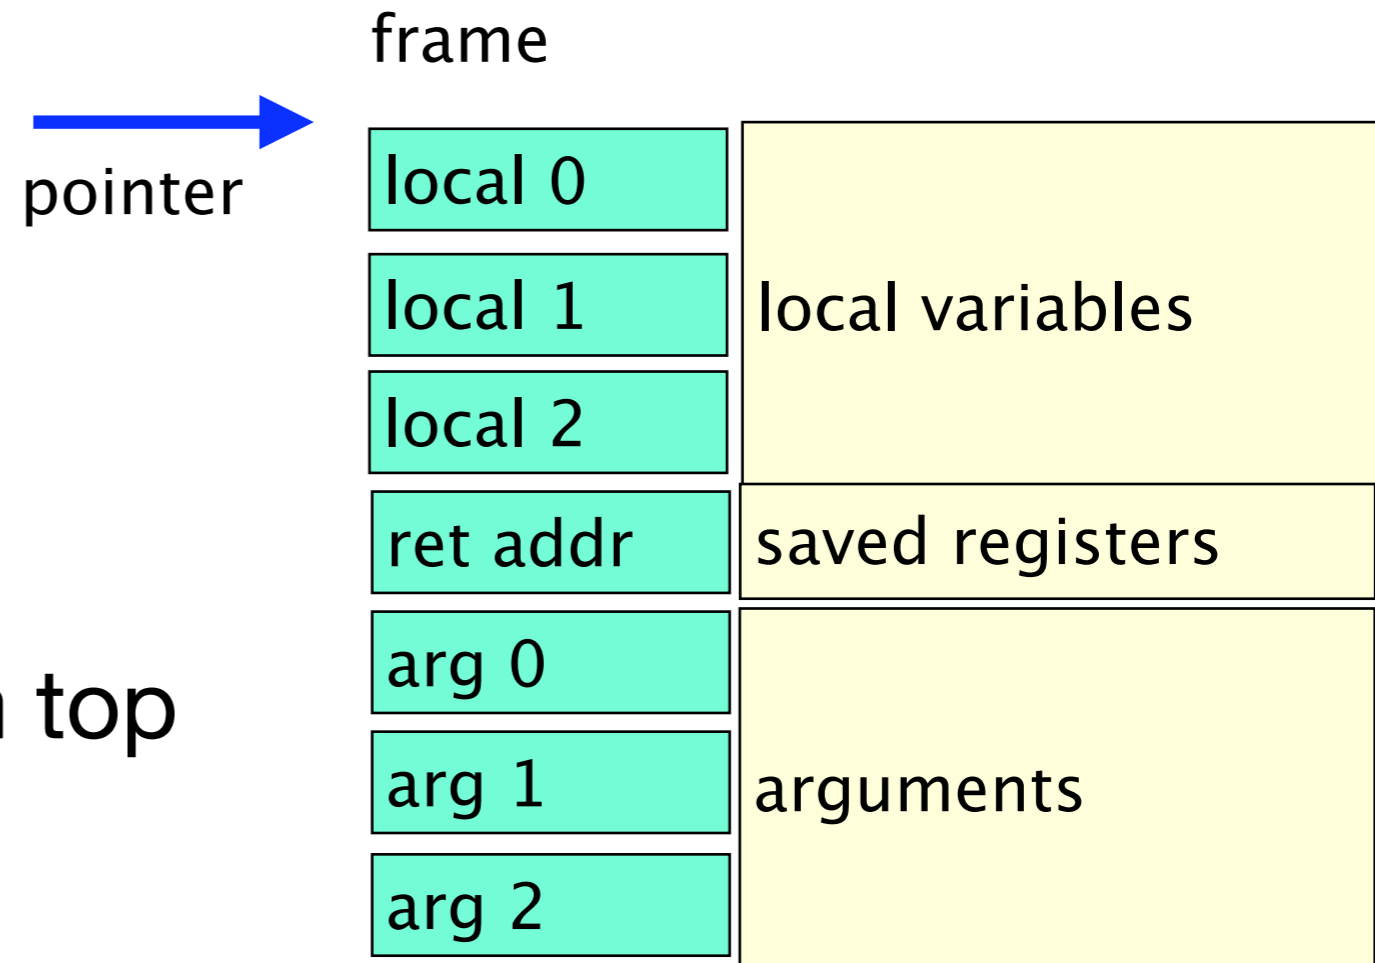 frame
pointer
local 0
local 1
local variables
local 2
ret addr
saved registers
arg 0
top
arg 1
arguments
arg 2